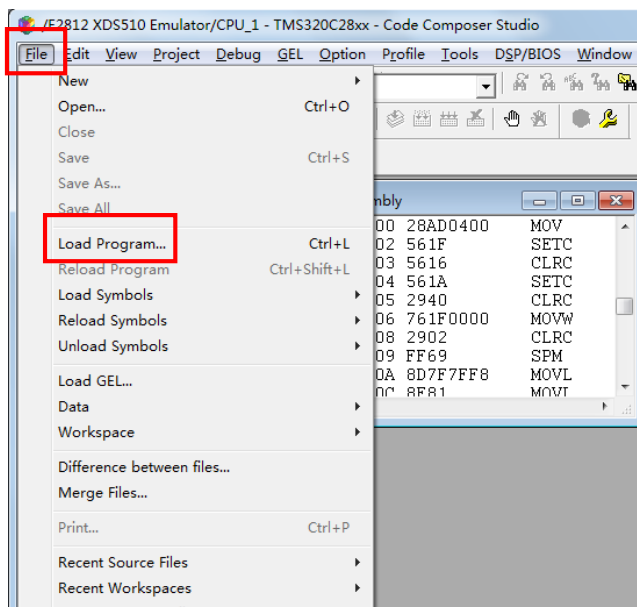 /F2812 XDS510 Emulator/CPU_1 - TMS320C28xx - Code Composer Studio
File Edit View Project Debug GEL Option Profile Tools DSP/BIOS Window
New
Open... Ctrl+O
Close
Save Ctrl+S
Save As...
Save All
Load Program... Ctrl+L
Reload Program Ctrl+Shift+L
Load Symbols
Reload Symbols
Unload Symbols
Load GEL...
Data
Workspace
Difference between files...
Merge Files...
Print... Ctrl+P
Recent Source Files
Recent Workspaces
mbly
00 28AD0400 MOV
02 561F SETC
03 5616 CLRC
04 561A SETC
05 2940 CLRC
06 761F0000 MOVW
08 2902 CLRC
09 FF69 SPM
0A 8D7F7FF8 MOVL
0C 8F81 MOVL